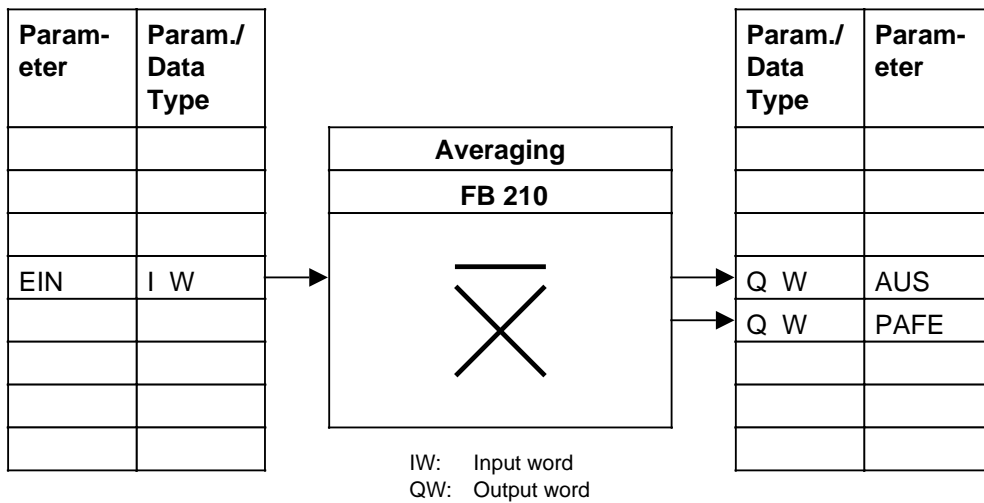 Param-
eter
Param./
Data
Type
EIN
I W
Averaging
FB 210
X
Param./
Data
Type
Param-
eter
Q W
AUS
Q W
PAFE
IW: Input word
QW: Output word